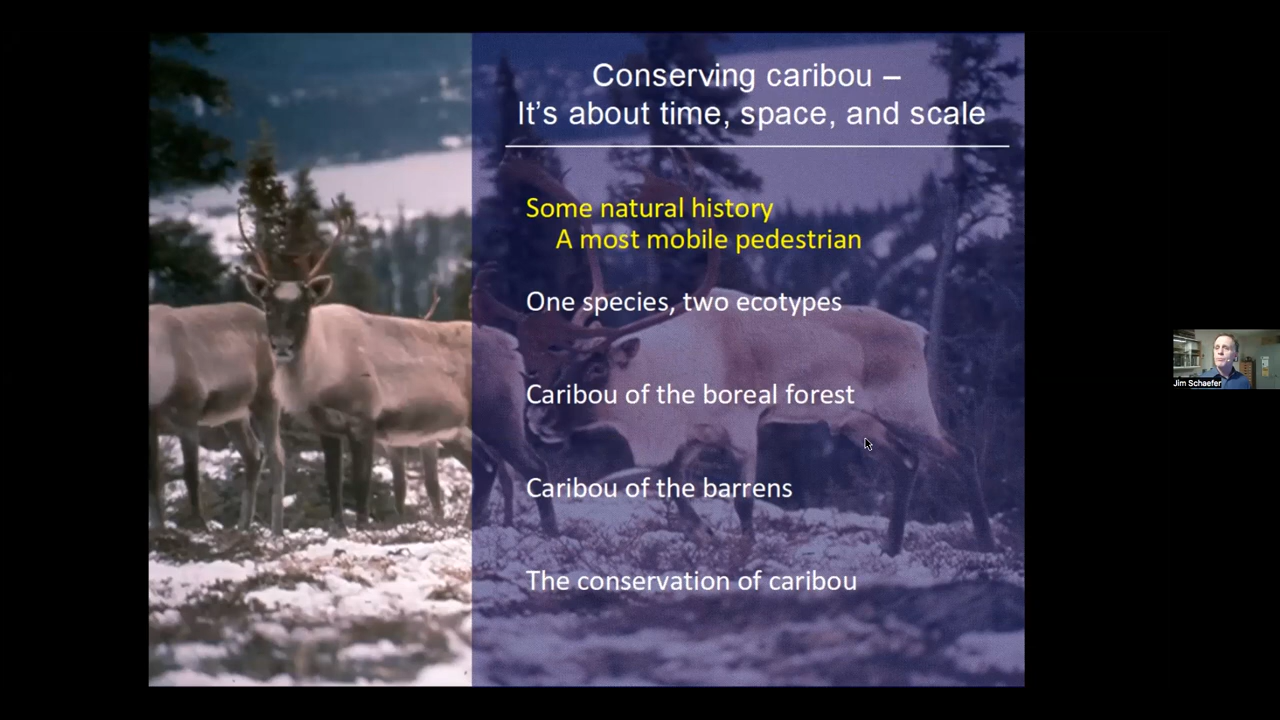 Conserving caribou –
It's about time, space, and scale
Some natural history
A most mobile pedestrian
One species, two ecotypes
Caribou of the boreal forest
Caribou of the barrens
The conservation of caribou
Jim Schaefer